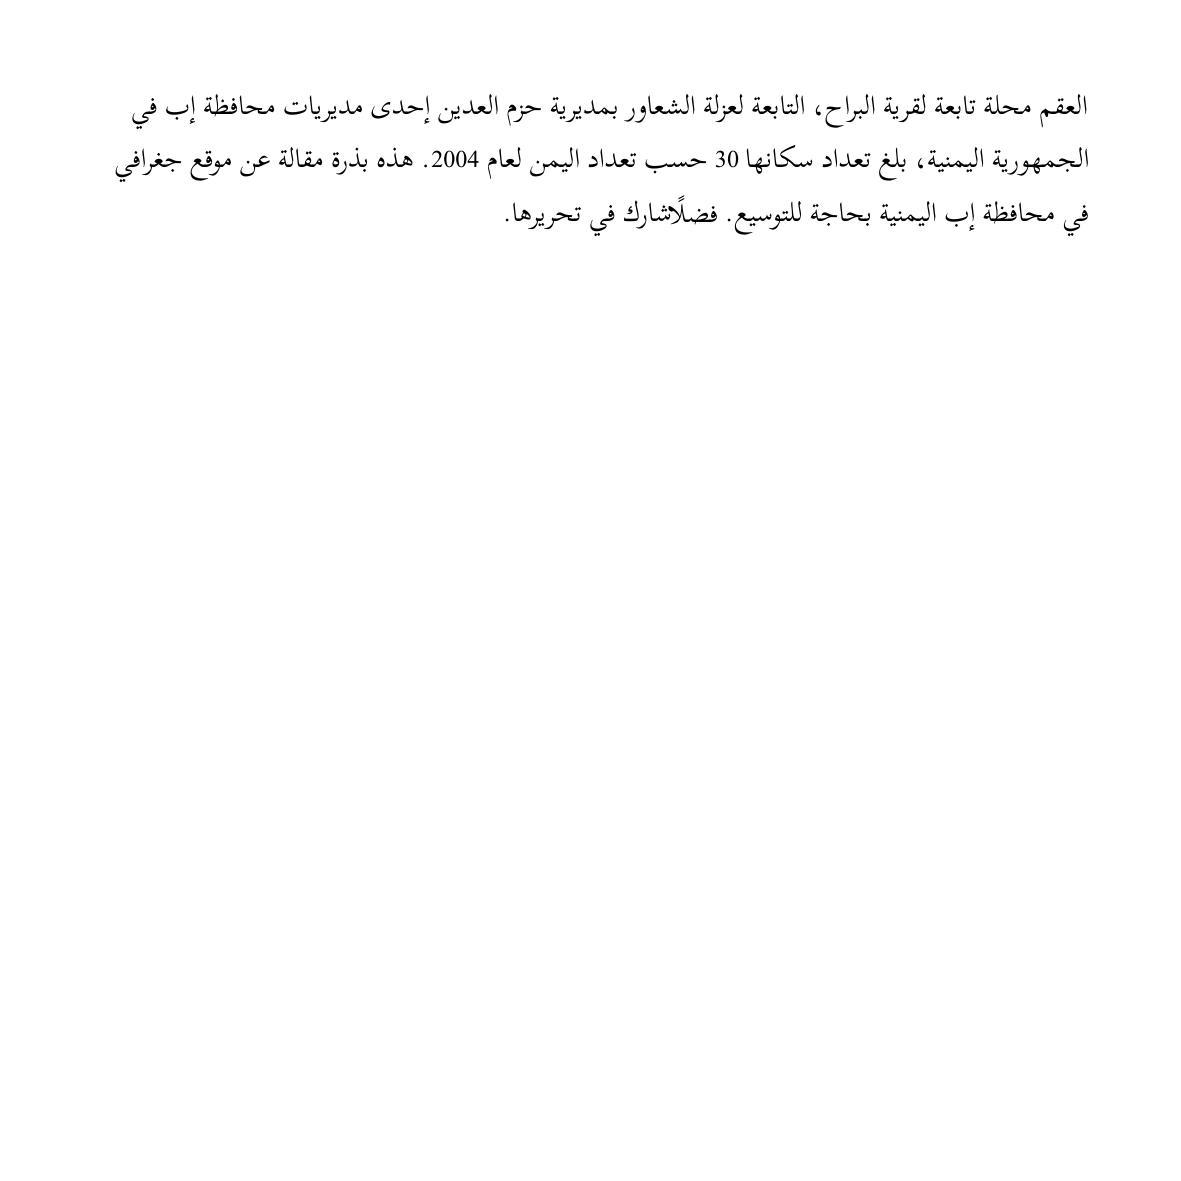 العقم محلة تابعة لقرية البراح، التابعة لعزلة الشعاور بمديرية حزم العدين إحدى مديريات محافظة إب في
الجمهورية اليمنية، بلغ تعداد سكانها 30 حسب تعداد اليمن لعام 2004. هذه بذرة مقالة عن موقع جغرافي
في محافظة إب اليمنية بحاجة للتوسيع. فضلًاشارك في تحريرها.